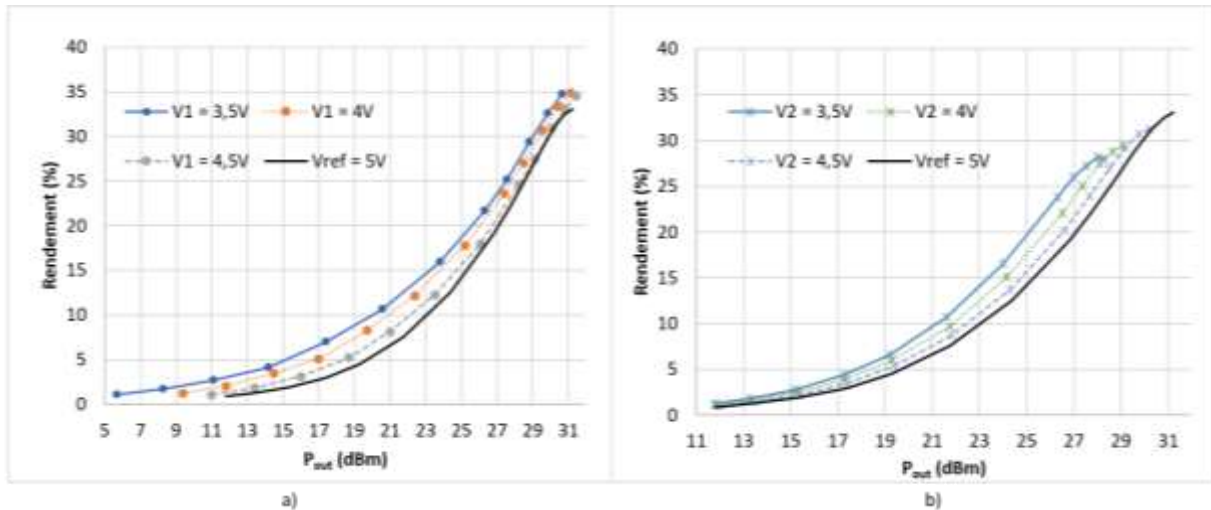 40
35
30
25
20
15
10
5
0
Rendement (%)
V1 = 3,5V
V1 = 4V
V1 = 4,5V
Vref = 5V
5 7 9 11 13 15 17 19 21 23 25 27 29 31
Pout (dBm)
a)
40
35
30
25
20
15
10
5
0
Rendement (%)
V2 = 3,5V
V2 = 4V
V2 = 4,5V
Vref = 5V
11 13 15 17 19 21 23 25 27 29 31
Pout (dBm)
b)